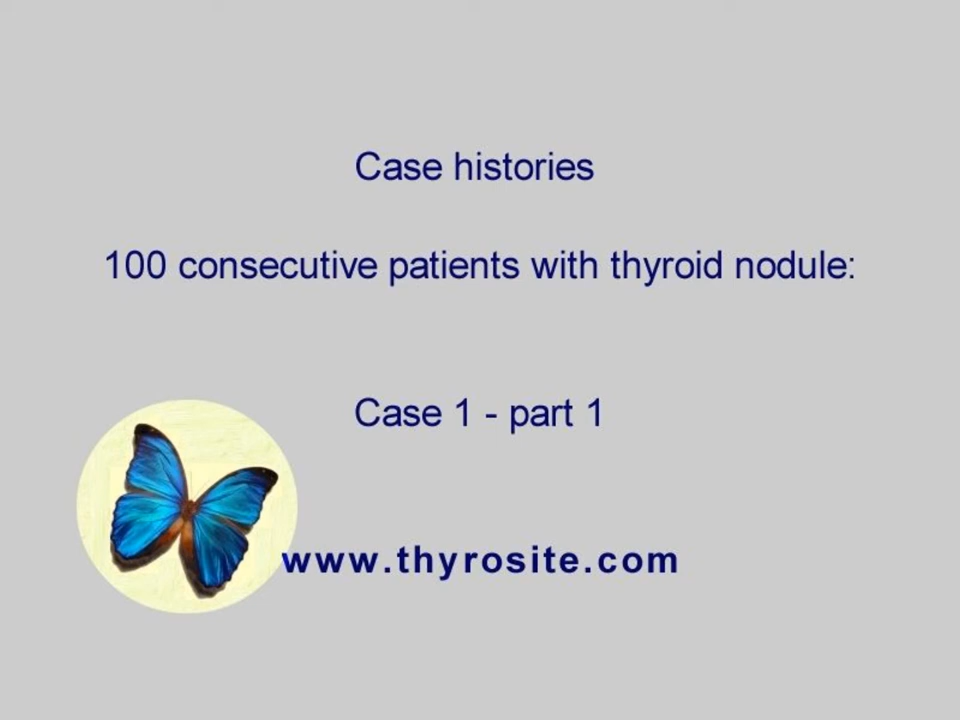 Case histories
100 consecutive patients with thyroid nodule:
Case 1 - part 1
www.thyrosite.com